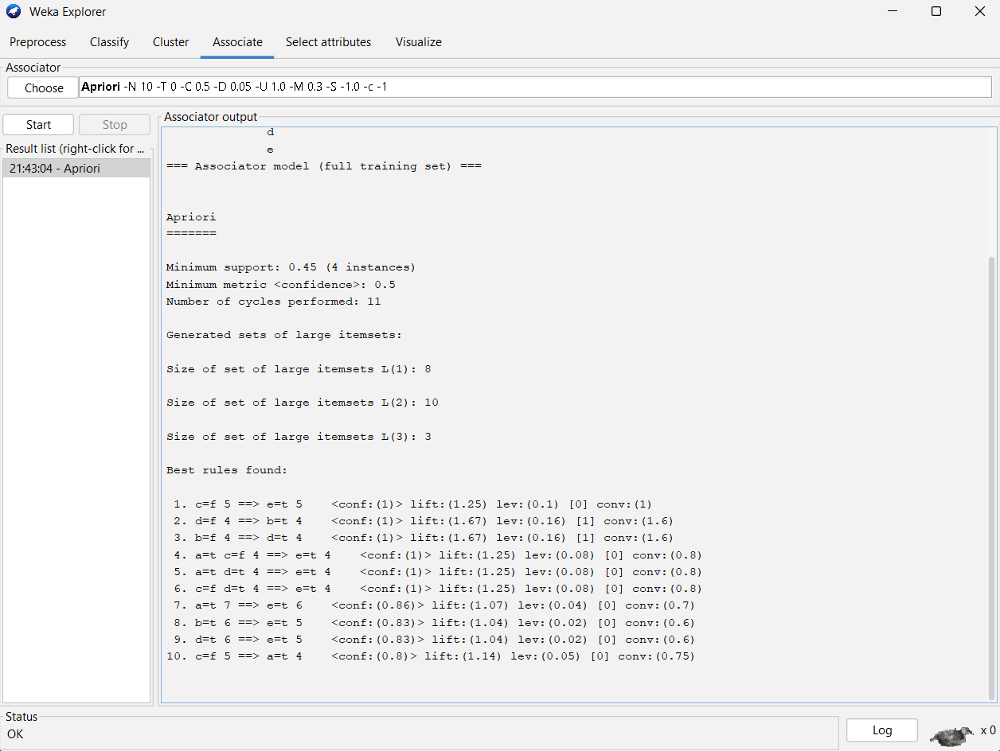 Weka Explorer
Preprocess Classify Cluster Associate Select attributes Visualize
Associator
Choose Apriori -N 10 -T 0 -C 0.5 -D 0.05 -U 1.0 -M 0.3 -S -1.0 -c -1
Start Stop
Result list (right-click for ...
21:43:04 - Apriori
Associator output
d
e
=== Associator model (full training set) ===
Apriori
=======
Minimum support: 0.45 (4 instances)
Minimum metric <confidence>: 0.5
Number of cycles performed: 11
Generated sets of large itemsets:
Size of set of large itemsets L(1): 8
Size of set of large itemsets L(2): 10
Size of set of large itemsets L(3): 3
Best rules found:
1. c=f 5 ==> e=t 5 <conf:(1)> lift:(1.25) lev:(0.1) [0] conv:(1)
2. d=f 4 ==> b=t 4 <conf:(1)> lift:(1.67) lev:(0.16) [1] conv:(1.6)
3. b=f 4 ==> d=t 4 <conf:(1)> lift:(1.67) lev:(0.16) [1] conv:(1.6)
4. a=t c=f 4 ==> e=t 4 <conf:(1)> lift:(1.25) lev:(0.08) [0] conv:(0.8)
5. a=t d=t 4 ==> e=t 4 <conf:(1)> lift:(1.25) lev:(0.08) [0] conv:(0.8)
6. c=f d=t 4 ==> e=t 4 <conf:(1)> lift:(1.25) lev:(0.08) [0] conv:(0.8)
7. a=t 7 ==> e=t 6 <conf:(0.86)> lift:(1.07) lev:(0.04) [0] conv:(0.7)
8. b=t 6 ==> e=t 5 <conf:(0.83)> lift:(1.04) lev:(0.02) [0] conv:(0.6)
9. d=t 6 ==> e=t 5 <conf:(0.83)> lift:(1.04) lev:(0.02) [0] conv:(0.6)
10. c=f 5 ==> a=t 4 <conf:(0.8)> lift:(1.14) lev:(0.05) [0] conv:(0.75)
Status
OK
Log
x 0